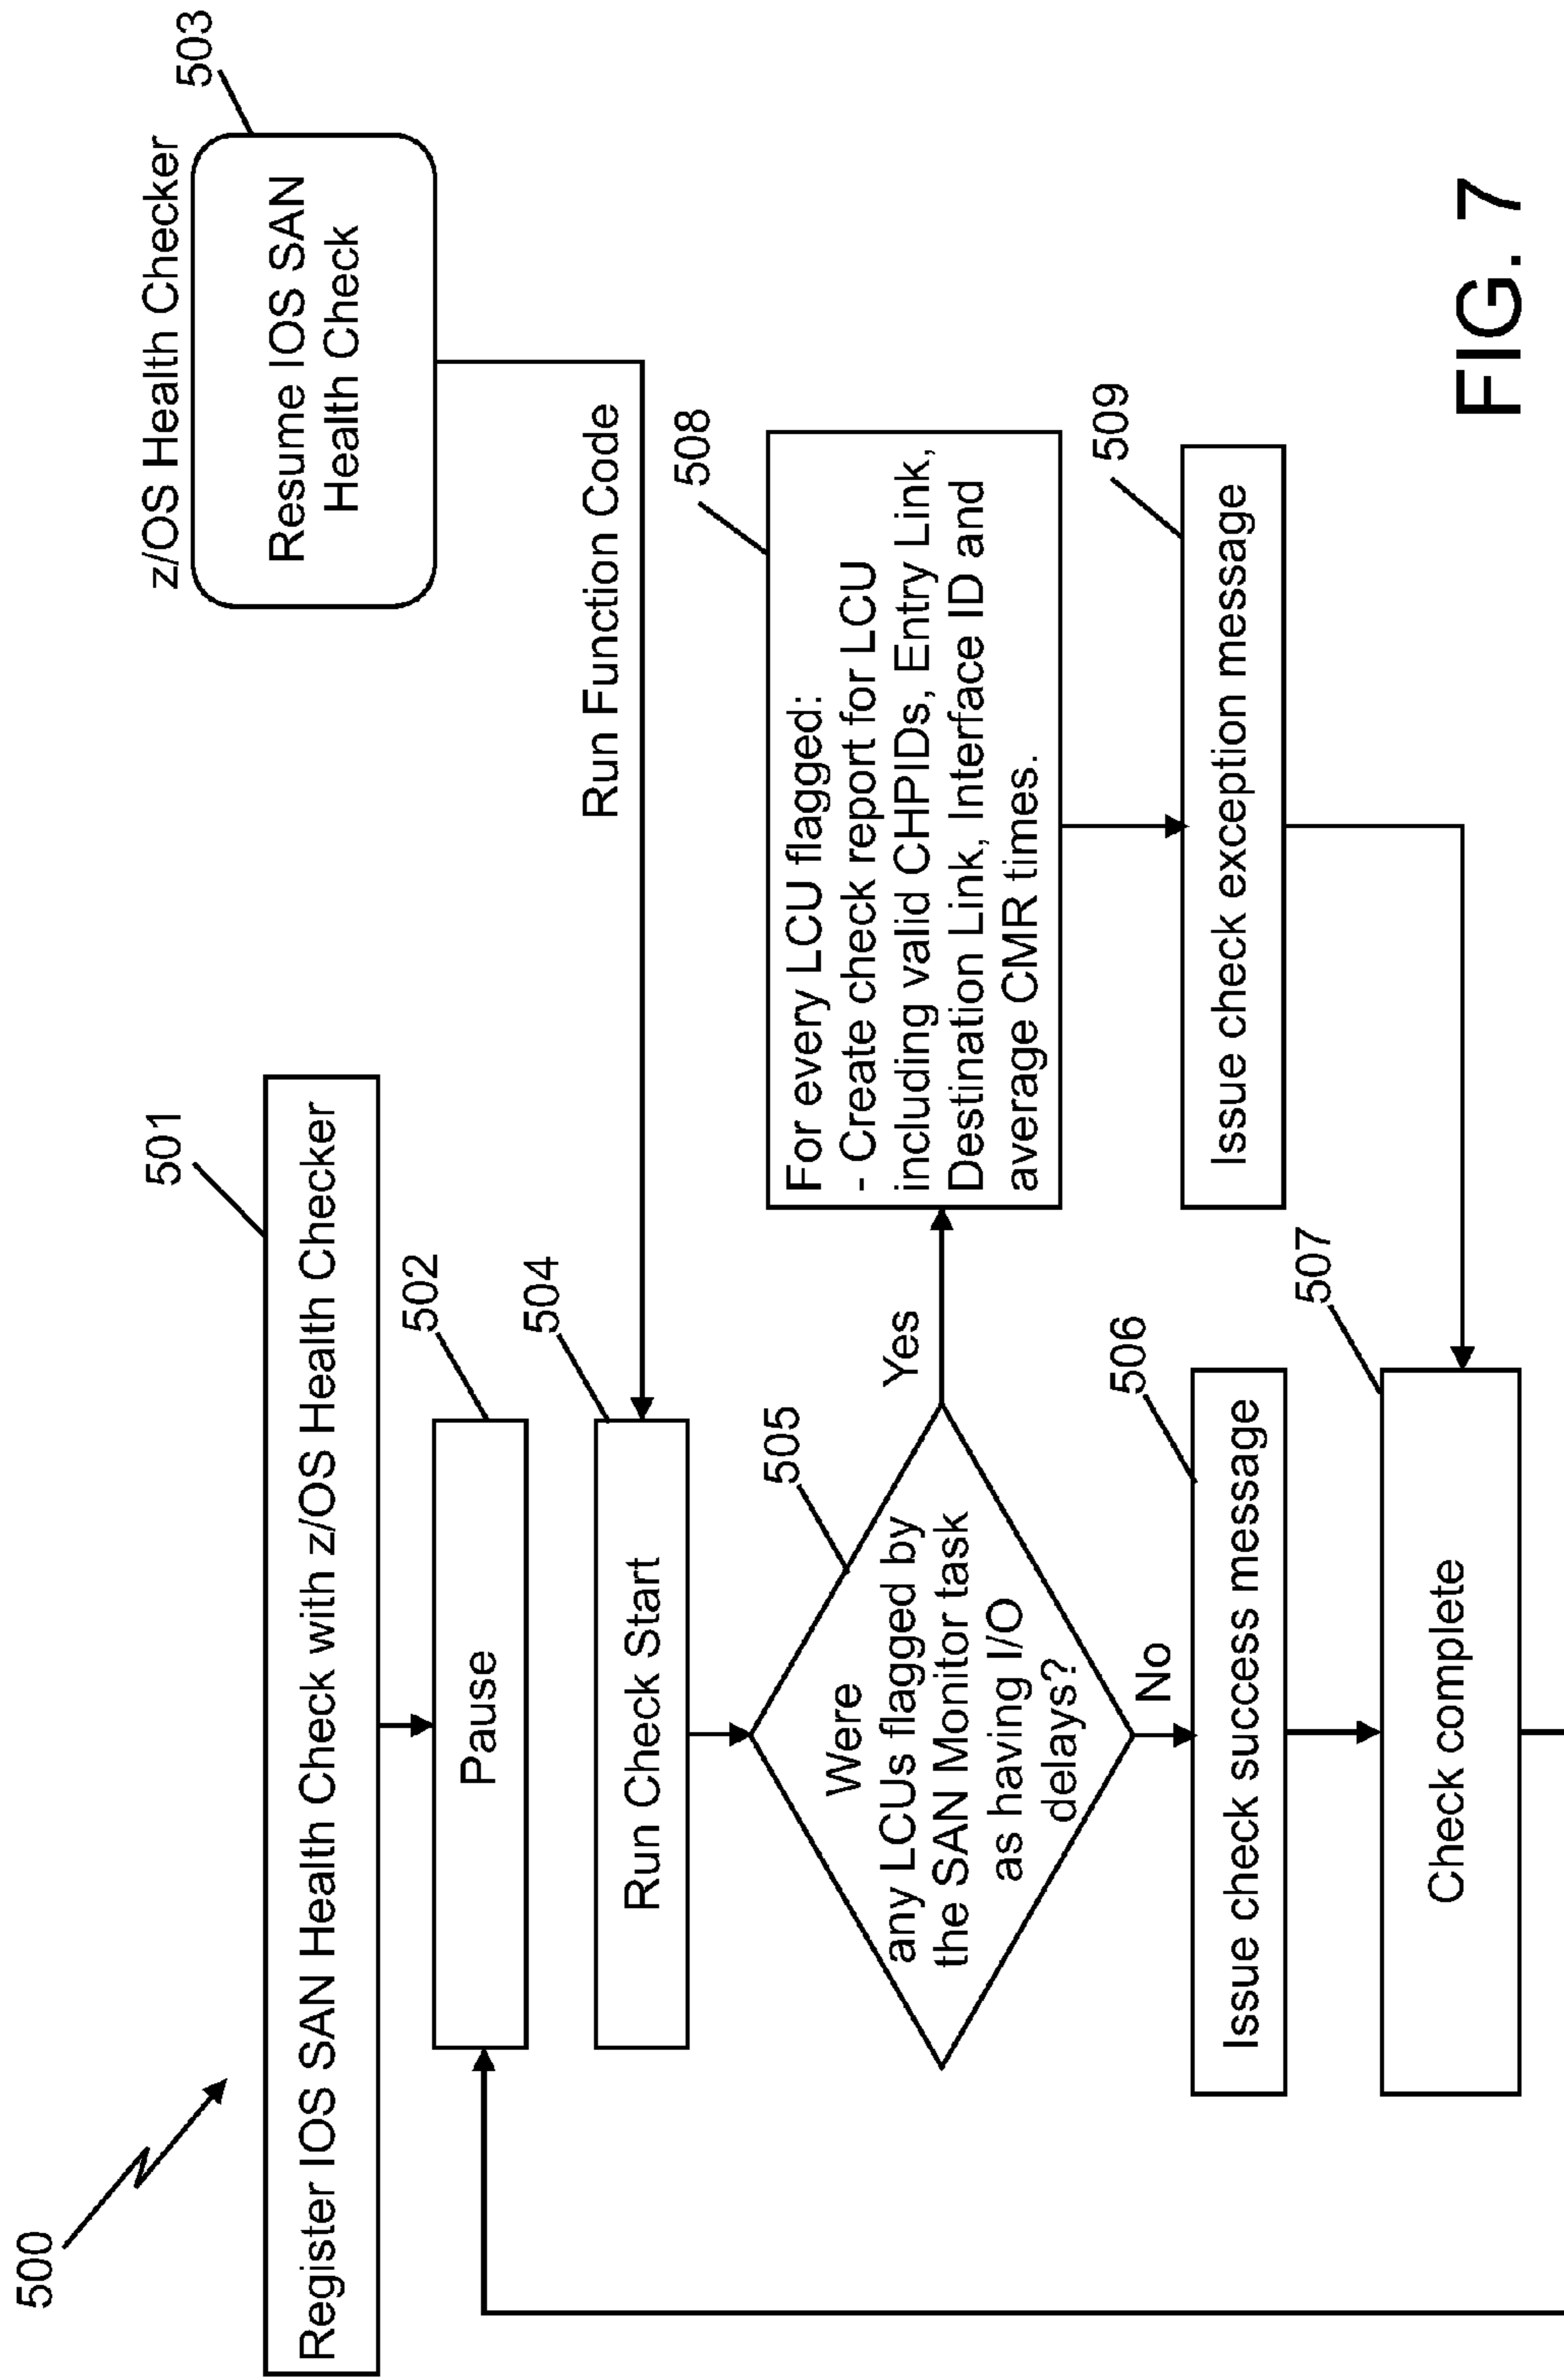 500
501
Register IOS SAN Health Check with z/OS Health Checker
502
Pause
z/OS Health Checker
503
Resume IOS SAN
Health Check
Run Function Code
504
Run Check Start
505
Were
any LCUs flagged by
the SAN Monitor task
as having I/O
delays?
Yes
No
508
For every LCU flagged:
- Create check report for LCU
including valid CHPIDs, Entry Link,
Destination Link, Interface ID and
average CMR times.
509
Issue check exception message
506
Issue check success message
507
Check complete
FIG. 7